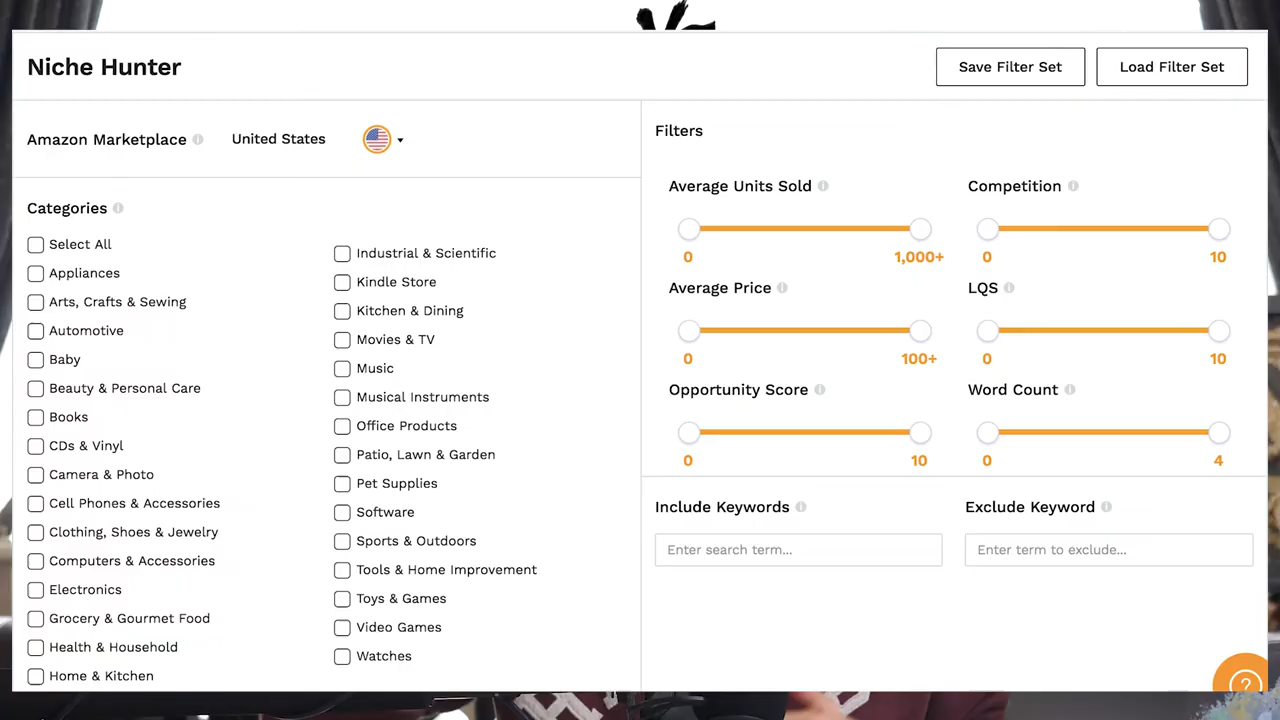 Niche Hunter
Save Filter Set
Load Filter Set
Amazon Marketplace
United States
Categories
Select All
Appliances
Arts, Crafts & Sewing
Automotive
Baby
Beauty & Personal Care
Books
CDs & Vinyl
Camera & Photo
Cell Phones & Accessories
Clothing, Shoes & Jewelry
Computers & Accessories
Electronics
Grocery & Gourmet Food
Health & Household
Home & Kitchen
Industrial & Scientific
Kindle Store
Kitchen & Dining
Movies & TV
Music
Musical Instruments
Office Products
Patio, Lawn & Garden
Pet Supplies
Software
Sports & Outdoors
Tools & Home Improvement
Toys & Games
Video Games
Watches
Filters
Average Units Sold
0 1,000+
Competition
0 10
Average Price
0 100+
LQS
0 10
Opportunity Score
0 10
Word Count
0 4
Include Keywords
Enter search term...
Exclude Keyword
Enter term to exclude...
?